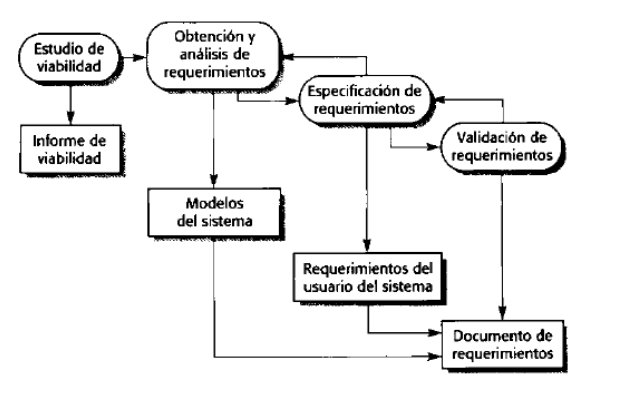 Estudio de
viabilidad
Obtención y
análisis de
requerimientos
Especificación de
requerimientos
Validación de
requerimientos
Informe de
viabilidad
Modelos
del sistema
Requerimientos del
usuario del sistema
Documento de
requerimientos